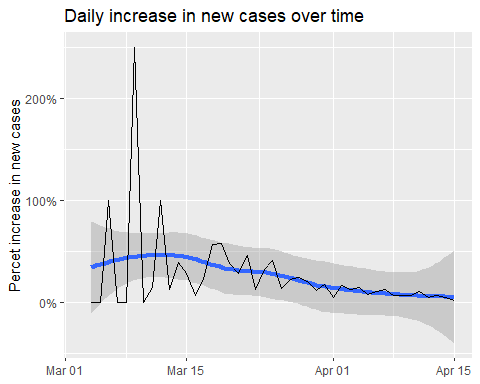 Daily increase in new cases over time
Percet increase in new cases
200%
100%
0%
Mar 01
Mar 15
Apr 01
Apr 15